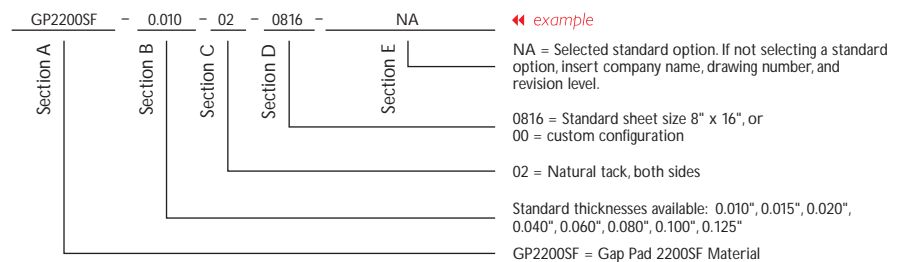 GP2200SF – 0.010 – 02 – 0816 – NA
example
Section A
Section B
Section C
Section D
Section E
NA = Selected standard option. If not selecting a standard
option, insert company name, drawing number, and
revision level.
0816 = Standard sheet size 8" x 16", or
00 = custom configuration
02 = Natural tack, both sides
Standard thicknesses available: 0.010", 0.015", 0.020",
0.040", 0.060", 0.080", 0.100", 0.125"
GP2200SF = Gap Pad 2200SF Material